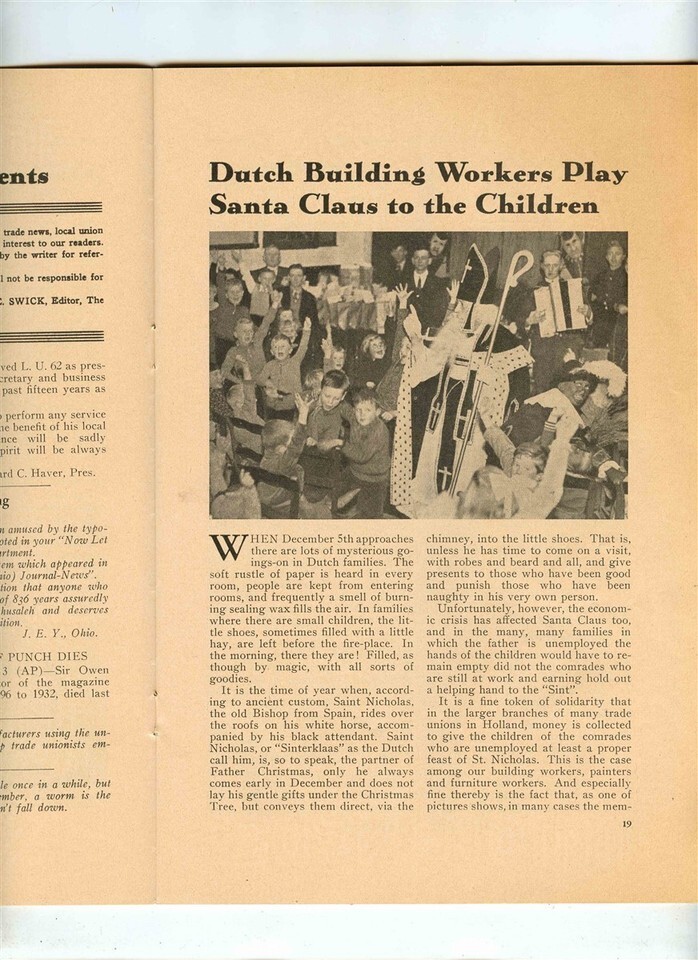 ents
trade news, local union
interest to our readers.
by the writer for refer-
l not be responsible for
SWICK, Editor, The
ved L. U. 62 as pres-
cretary and business
past fifteen years as
perform any service
e benefit of his local
nce will be sadly
pirit will be always
ard C. Haver, Pres.
g
n amused by the typo-
oted in your "Now Let
artment.
em which appeared in
io) Journal-News".
tion that anyone who
of 836 years assuredly
husaleh and deserves
ition.
J. E. Y., Ohio.
PUNCH DIES
3 (AP)—Sir Owen
or of the magazine
96 to 1932, died last
facturers using the un-
p trade unionists em-
le once in a while, but
ember, a worm is the
n't fall down.
Dutch Building Workers Play
Santa Claus to the Children
WHEN December 5th approaches
there are lots of mysterious go-
ings-on in Dutch families. The
soft rustle of paper is heard in every
room, people are kept from entering
rooms, and frequently a smell of burn-
ing sealing wax fills the air. In families
where there are small children, the lit-
tle shoes, sometimes filled with a little
hay, are left before the fire-place. In
the morning, there they are! Filled, as
though by magic, with all sorts of
goodies.
It is the time of year when, accord-
ing to ancient custom, Saint Nicholas,
the old Bishop from Spain, rides over
the roofs on his white horse, accom-
panied by his black attendant. Saint
Nicholas, or "Sinterklaas" as the Dutch
call him, is, so to speak, the partner of
Father Christmas, only he always
comes early in December and does not
lay his gentle gifts under the Christmas
Tree, but conveys them direct, via the
chimney, into the little shoes. That is,
unless he has time to come on a visit,
with robes and beard and all, and give
presents to those who have been good
and punish those who have been
naughty in his very own person.
Unfortunately, however, the econom-
ic crisis has affected Santa Claus too,
and in the many, many families in
which the father is unemployed the
hands of the children would have to re-
main empty did not the comrades who
are still at work and earning hold out
a helping hand to the "Sint".
It is a fine token of solidarity that
in the larger branches of many trade
unions in Holland, money is collected
to give the children of the comrades
who are unemployed at least a proper
feast of St. Nicholas. This is the case
among our building workers, painters
and furniture workers. And especially
fine thereby is the fact that, as one of
pictures shows, in many cases the mem-
19